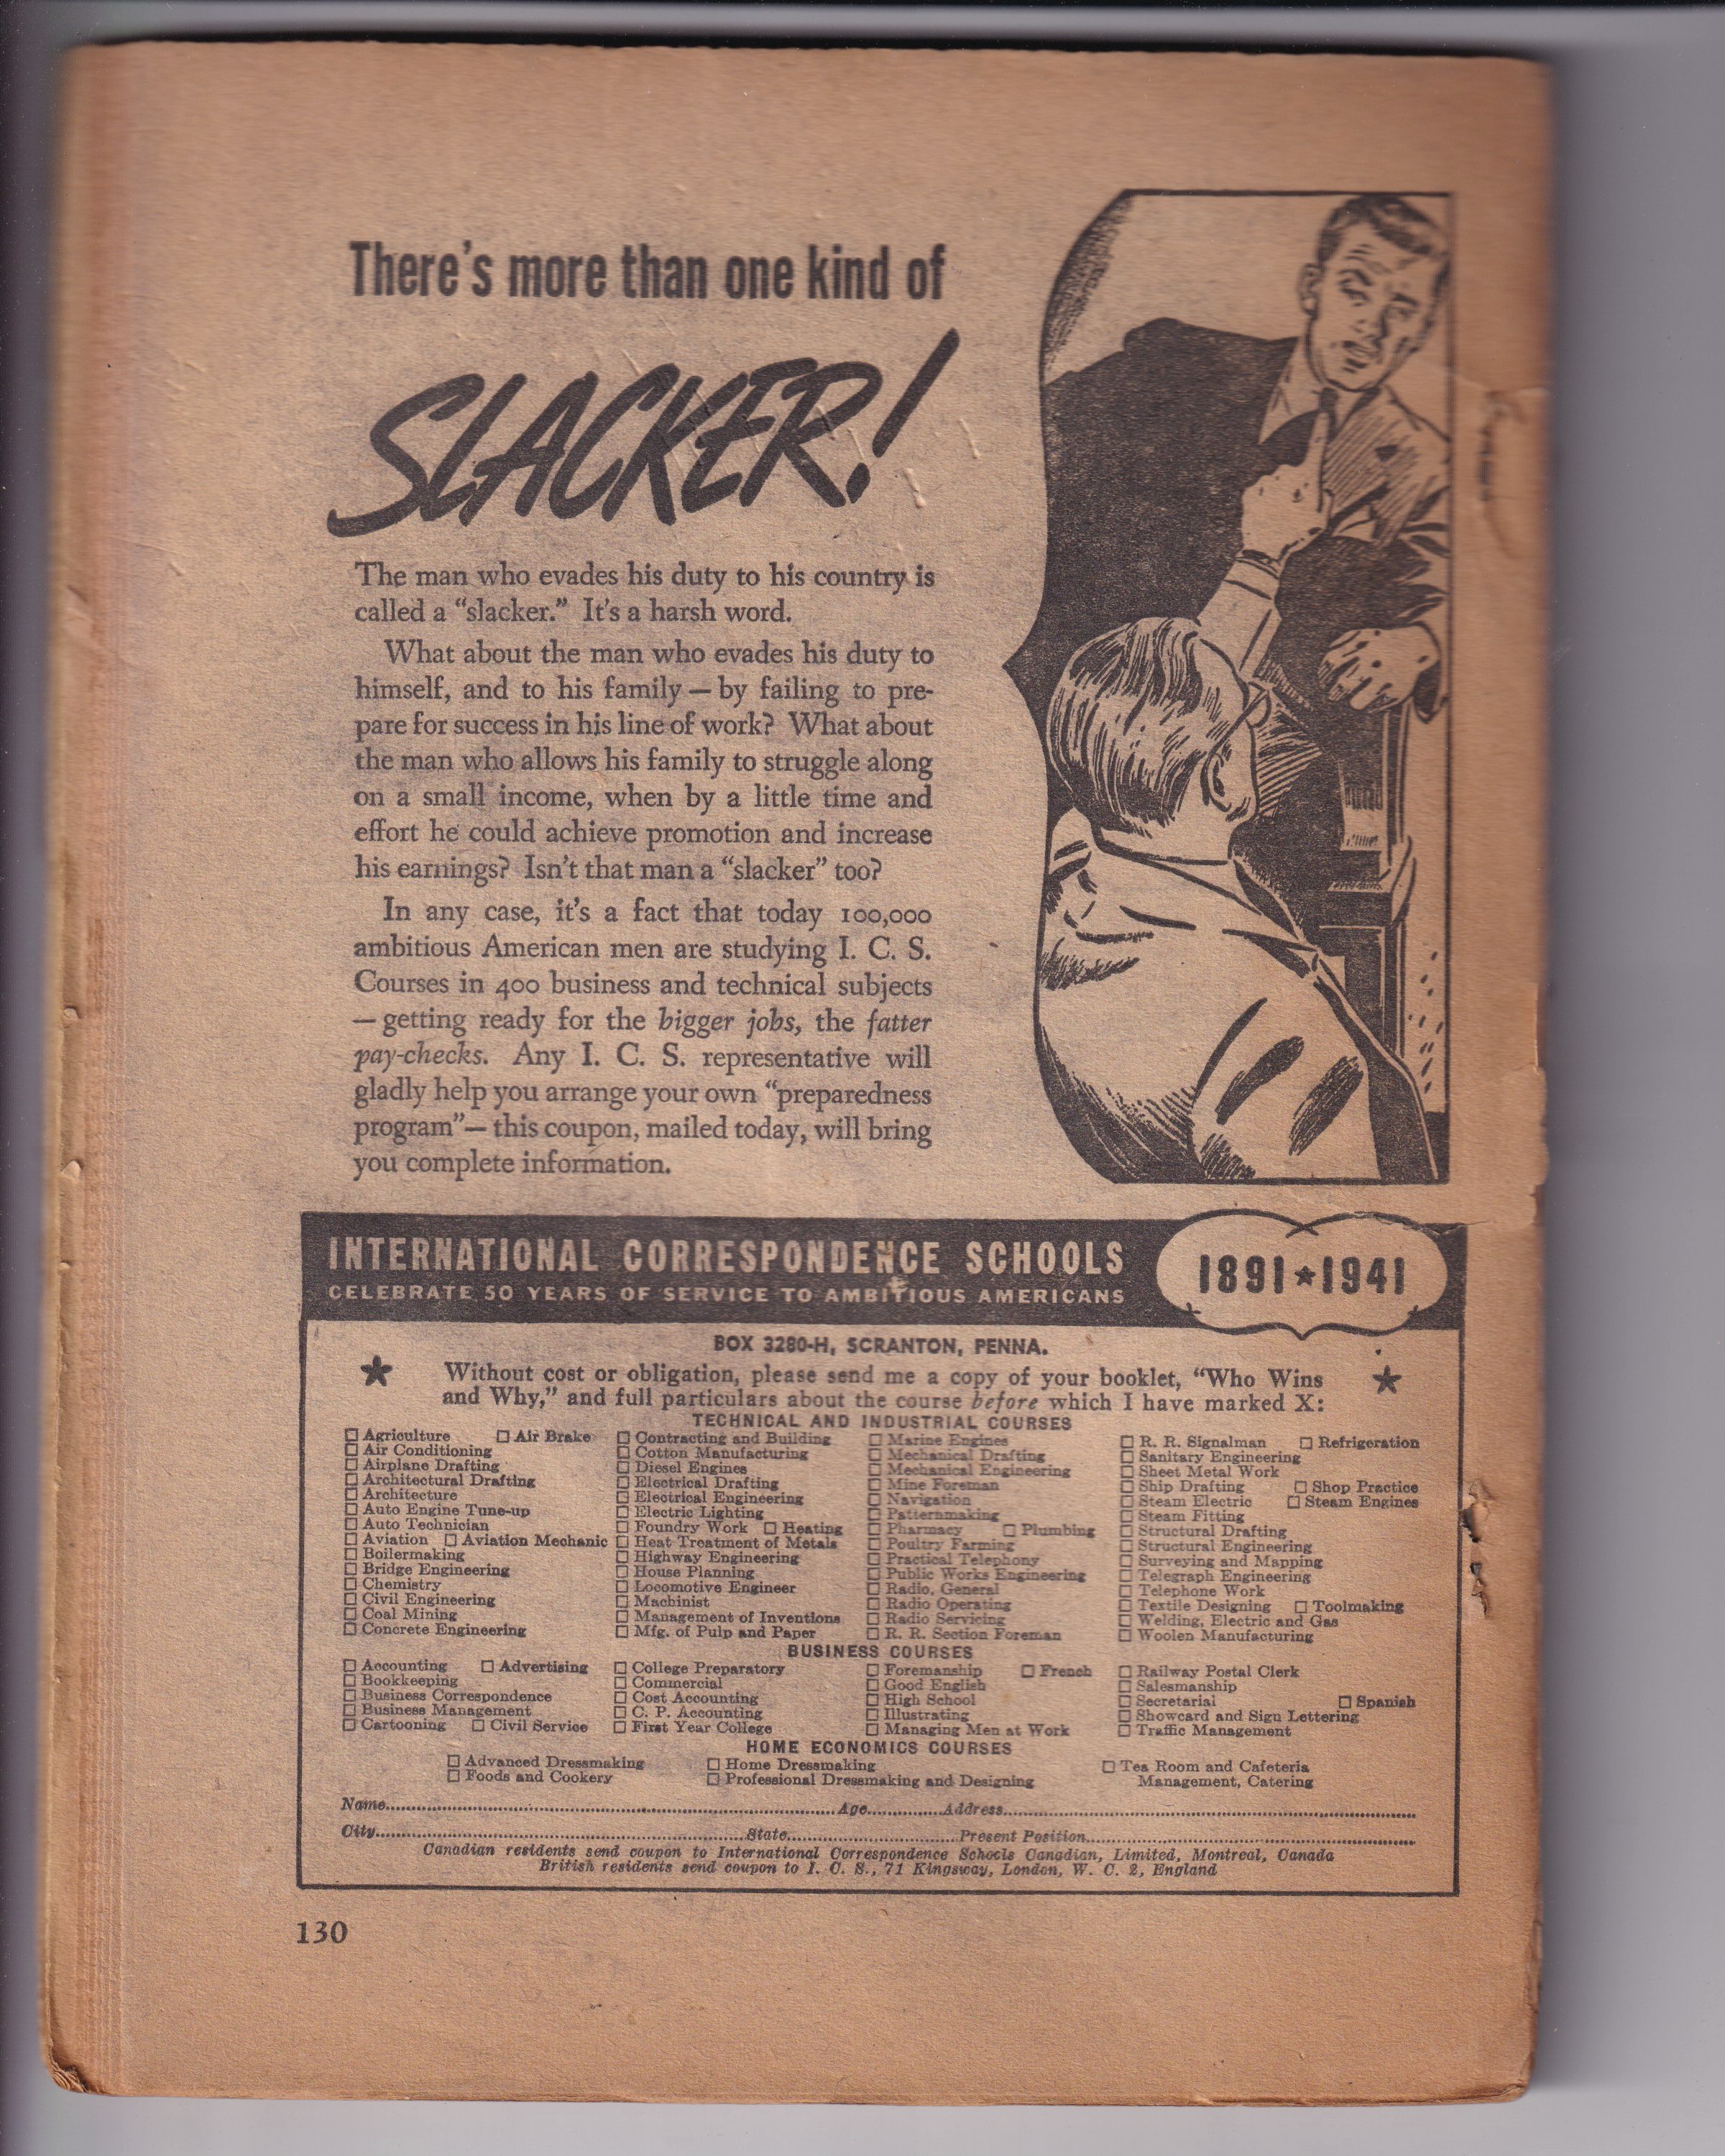 There's more than one kind of
SLACKER!
The man who evades his duty to his country is
called a “slacker.” It's a harsh word.
What about the man who evades his duty to
himself, and to his family — by failing to pre-
pare for success in his line of work? What about
the man who allows his family to struggle along
on a small income, when by a little time and
effort he could achieve promotion and increase
his earnings? Isn't that man a “slacker” too?
In any case, it's a fact that today 100,000
ambitious American men are studying I. C. S.
Courses in 400 business and technical subjects
— getting ready for the bigger jobs, the fatter
pay-checks. Any I. C. S. representative will
gladly help you arrange your own “preparedness
program”— this coupon, mailed today, will bring
you complete information.
INTERNATIONAL CORRESPONDENCE SCHOOLS
CELEBRATE 50 YEARS OF SERVICE TO AMBITIOUS AMERICANS
1891★1941
BOX 3280-H, SCRANTON, PENNA.
★ Without cost or obligation, please send me a copy of your booklet, “Who Wins ★
and Why,” and full particulars about the course before which I have marked X:
TECHNICAL AND INDUSTRIAL COURSES
☐ Agriculture ☐ Air Brake
☐ Air Conditioning
☐ Airplane Drafting
☐ Architectural Drafting
☐ Architecture
☐ Auto Engine Tune-up
☐ Auto Technician
☐ Aviation ☐ Aviation Mechanic
☐ Boilermaking
☐ Bridge Engineering
☐ Chemistry
☐ Civil Engineering
☐ Coal Mining
☐ Concrete Engineering
☐ Contracting and Building
☐ Cotton Manufacturing
☐ Diesel Engines
☐ Electrical Drafting
☐ Electrical Engineering
☐ Electric Lighting
☐ Foundry Work ☐ Heating
☐ Heat Treatment of Metals
☐ Highway Engineering
☐ House Planning
☐ Locomotive Engineer
☐ Machinist
☐ Management of Inventions
☐ Mfg. of Pulp and Paper
☐ Marine Engines
☐ Mechanical Drafting
☐ Mechanical Engineering
☐ Mine Foreman
☐ Navigation
☐ Patternmaking
☐ Pharmacy ☐ Plumbing
☐ Poultry Farming
☐ Practical Telephony
☐ Public Works Engineering
☐ Radio, General
☐ Radio Operating
☐ Radio Servicing
☐ R. R. Section Foreman
☐ R. R. Signalman ☐ Refrigeration
☐ Sanitary Engineering
☐ Sheet Metal Work
☐ Ship Drafting ☐ Shop Practice
☐ Steam Electric ☐ Steam Engines
☐ Steam Fitting
☐ Structural Drafting
☐ Structural Engineering
☐ Surveying and Mapping
☐ Telegraph Engineering
☐ Telephone Work
☐ Textile Designing ☐ Toolmaking
☐ Welding, Electric and Gas
☐ Woolen Manufacturing
BUSINESS COURSES
☐ Accounting ☐ Advertising
☐ Bookkeeping
☐ Business Correspondence
☐ Business Management
☐ Cartooning ☐ Civil Service
☐ College Preparatory
☐ Commercial
☐ Cost Accounting
☐ C. P. Accounting
☐ First Year College
☐ Foremanship ☐ French
☐ Good English
☐ High School
☐ Illustrating
☐ Managing Men at Work
☐ Railway Postal Clerk
☐ Salesmanship
☐ Secretarial ☐ Spanish
☐ Showcard and Sign Lettering
☐ Traffic Management
HOME ECONOMICS COURSES
☐ Advanced Dressmaking
☐ Foods and Cookery
☐ Home Dressmaking
☐ Professional Dressmaking and Designing
☐ Tea Room and Cafeteria
Management, Catering
Name..........Age..........Address..........
City..........State..........Present Position..........
Canadian residents send coupon to International Correspondence Schools Canadian, Limited, Montreal, Canada
British residents send coupon to I. C. S., 71 Kingsway, London, W. C. 2, England
130